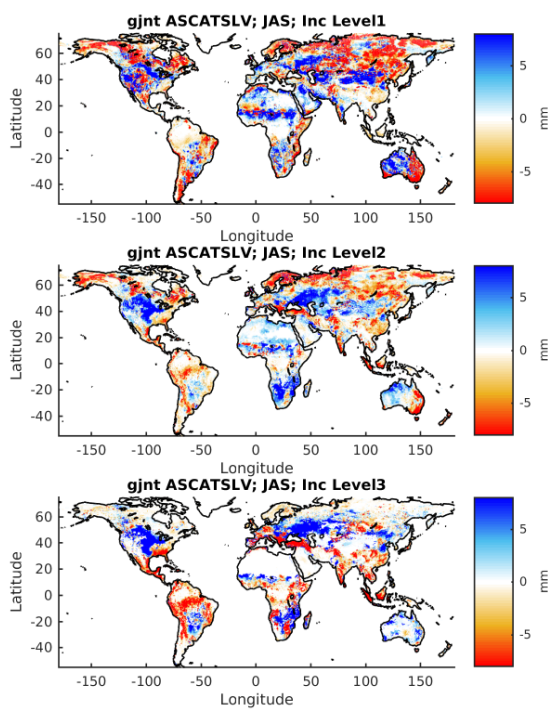 gjnt ASCATSLV; JAS; Inc Level1
60
40
20
0
-20
-40
Latitude
-150 -100 -50 0 50 100 150
Longitude
5
0
-5
mm
gjnt ASCATSLV; JAS; Inc Level2
60
40
20
0
-20
-40
Latitude
-150 -100 -50 0 50 100 150
Longitude
5
0
-5
mm
gjnt ASCATSLV; JAS; Inc Level3
60
40
20
0
-20
-40
Latitude
-150 -100 -50 0 50 100 150
Longitude
5
0
-5
mm